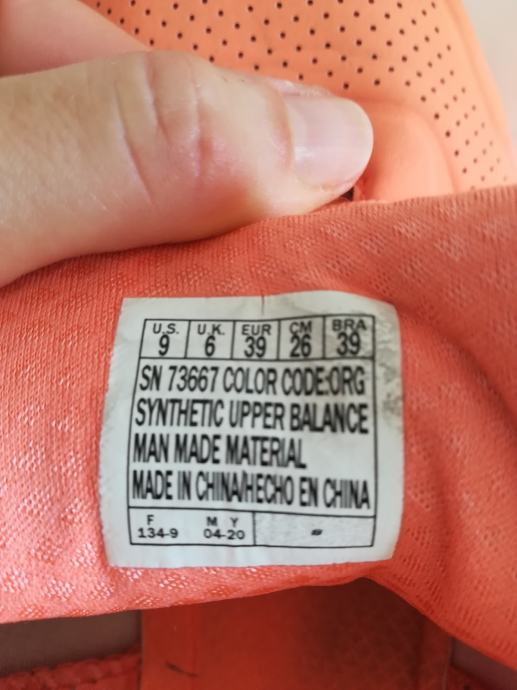 U.S. U.K. EUR CM BRA
9 6 39 26 39
SN 73667 COLOR CODE:ORG
SYNTHETIC UPPER BALANCE
MAN MADE MATERIAL
MADE IN CHINA/HECHO EN CHINA
F M Y
134-9 04-20